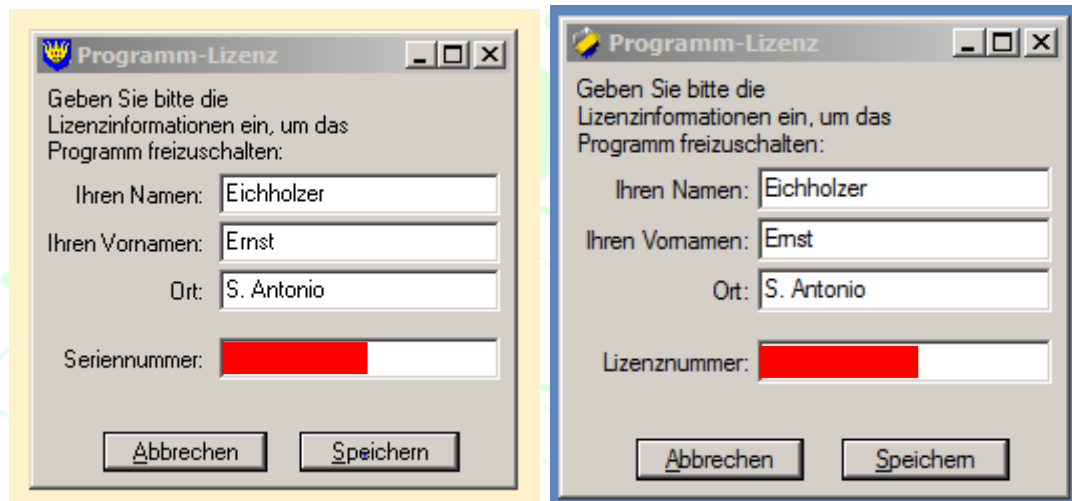 Programm-Lizenz
Geben Sie bitte die
Lizenzinformationen ein, um das
Programm freizuschalten:
Ihren Namen: Eichholzer
Ihren Vornamen: Ernst
Ort: S. Antonio
Seriennummer:
Abbrechen Speichern
Programm-Lizenz
Geben Sie bitte die
Lizenzinformationen ein, um das
Programm freizuschalten:
Ihren Namen: Eichholzer
Ihren Vornamen: Ernst
Ort: S. Antonio
Lizenznummer:
Abbrechen Speichern